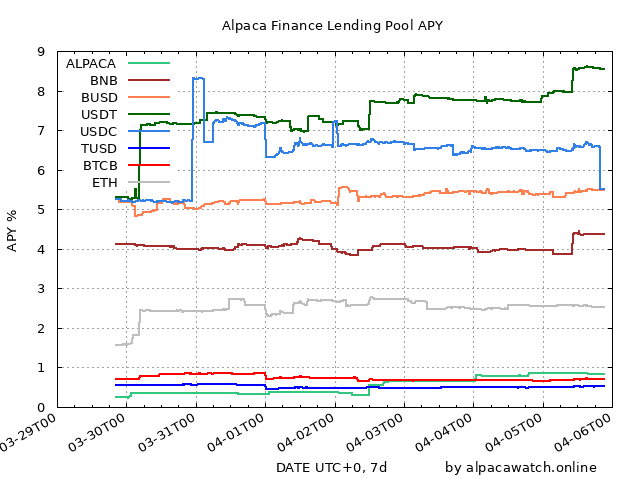 Alpaca Finance Lending Pool APY
9
8
7
6
5
4
3
2
1
0
APY %
ALPACA
BNB
BUSD
USDT
USDC
TUSD
BTCB
ETH
03-29T00
03-30T00
03-31T00
04-01T00
04-02T00
04-03T00
04-04T00
04-05T00
04-06T00
DATE UTC+0, 7d
by alpacawatch.online